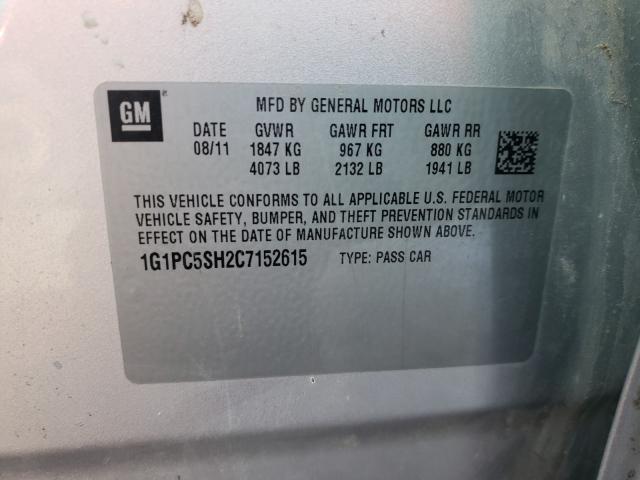 GM
MFD BY GENERAL MOTORS LLC
DATE GVWR GAWR FRT GAWR RR
08/11 1847 KG 967 KG 880 KG
4073 LB 2132 LB 1941 LB
THIS VEHICLE CONFORMS TO ALL APPLICABLE U.S. FEDERAL MOTOR
VEHICLE SAFETY, BUMPER, AND THEFT PREVENTION STANDARDS IN
EFFECT ON THE DATE OF MANUFACTURE SHOWN ABOVE.
1G1PC5SH2C7152615 TYPE: PASS CAR